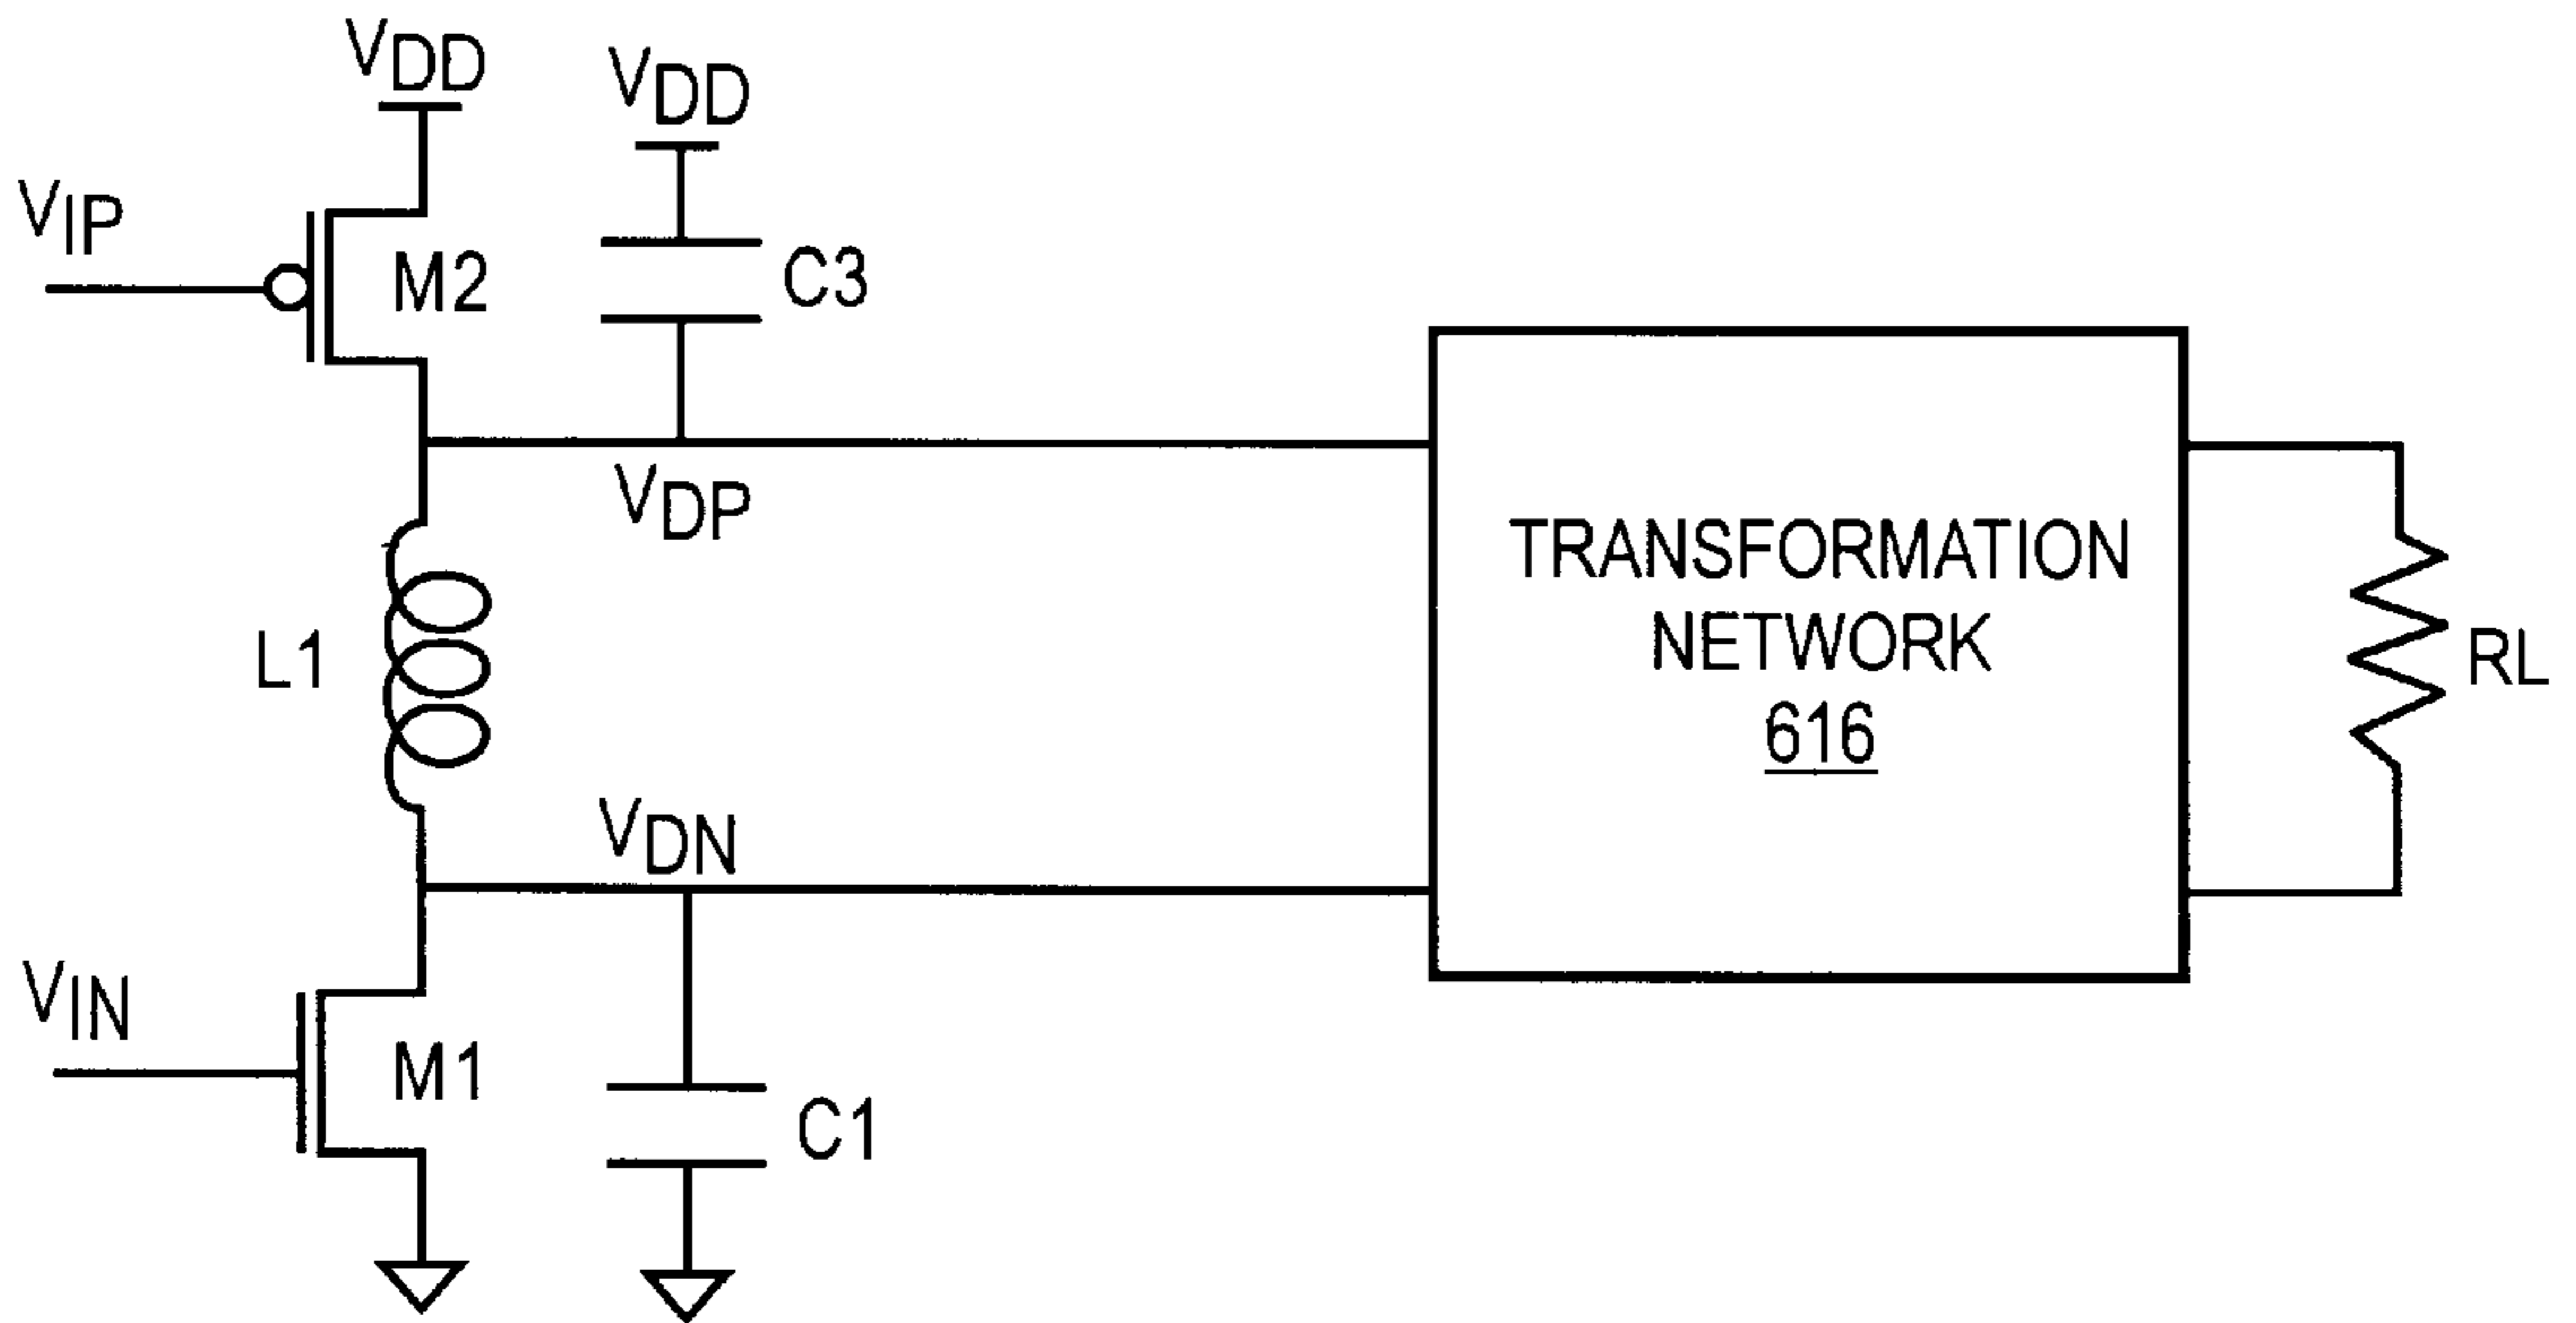 VDD
VDD
VIP
M2
C3
VDP
TRANSFORMATION
NETWORK
616
L1
RL
VDN
VIN
M1
C1